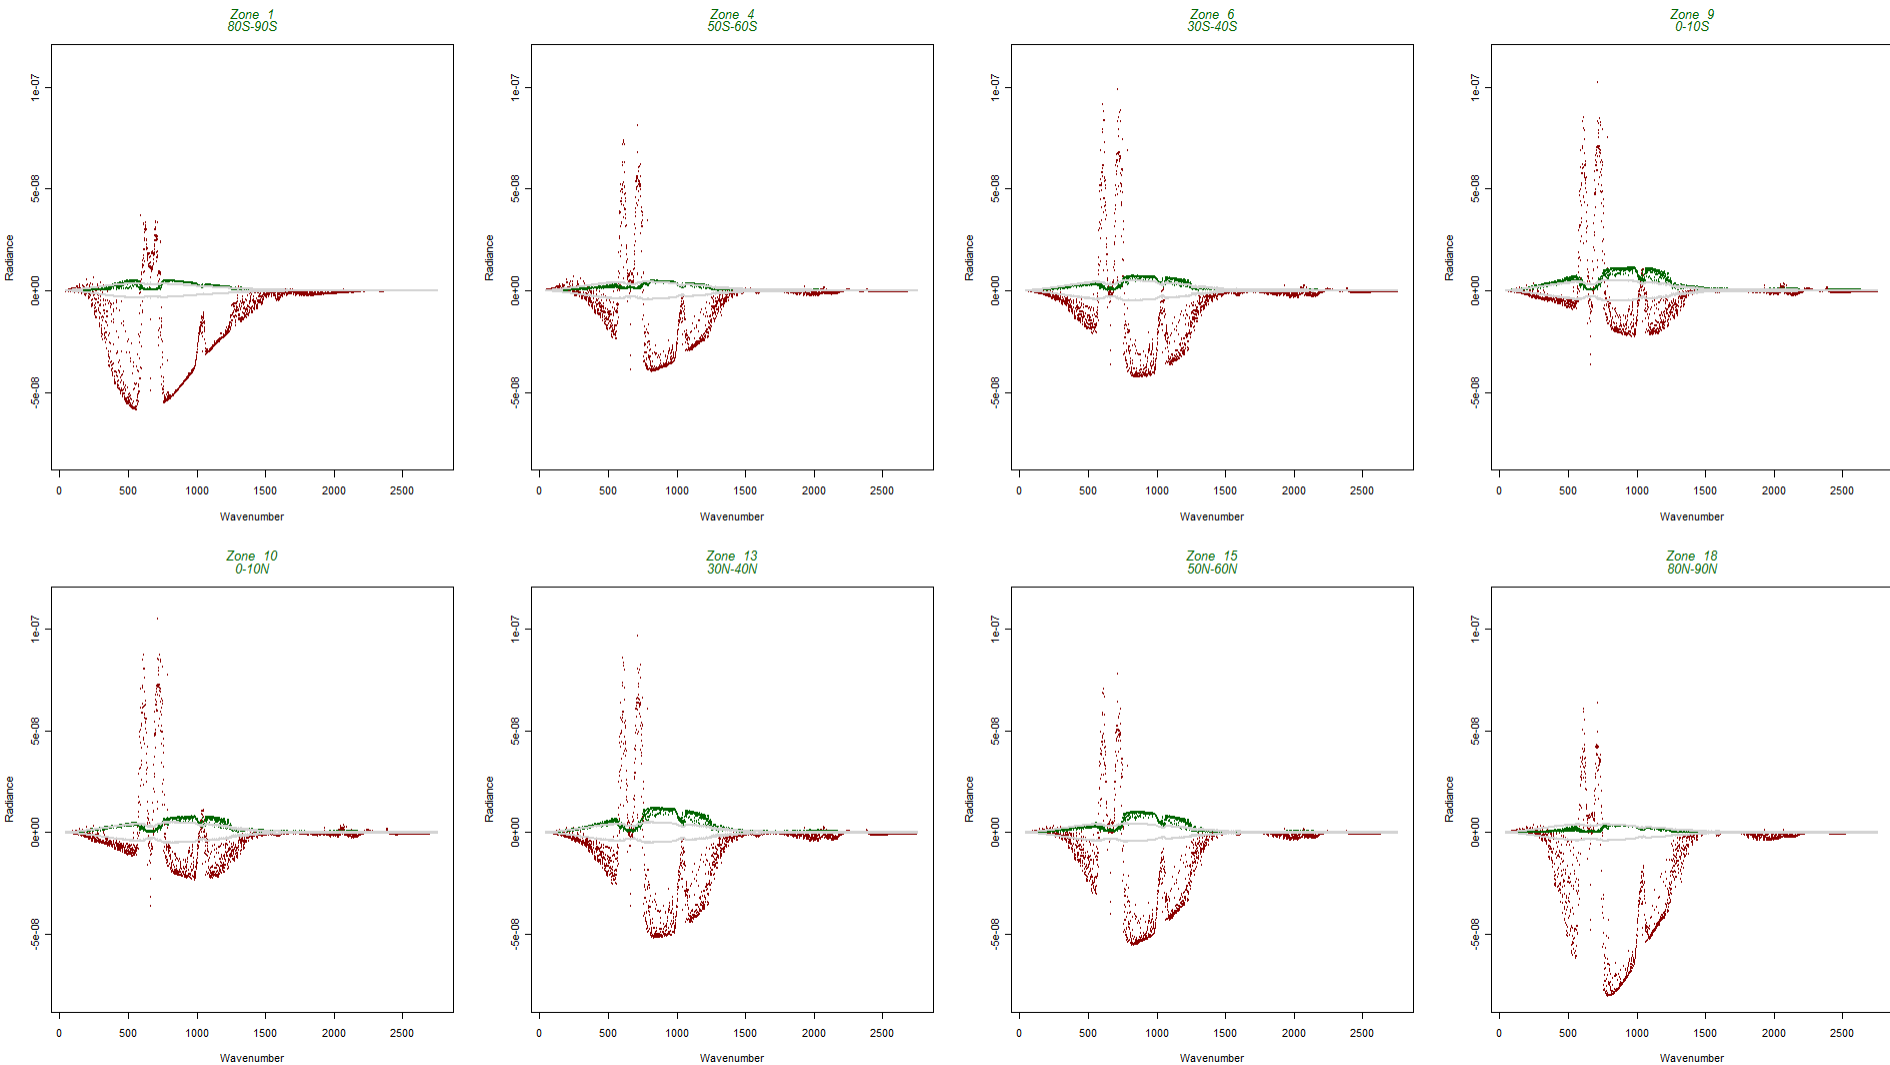 Zone 1
80S-90S
1e-07
5e-08
0e+00
-5e-08
Radiance
0
500
1000
1500
2000
2500
Wavenumber
Zone 4
50S-60S
1e-07
5e-08
0e+00
-5e-08
Radiance
0
500
1000
1500
2000
2500
Wavenumber
Zone 6
30S-40S
1e-07
5e-08
0e+00
-5e-08
Radiance
0
500
1000
1500
2000
2500
Wavenumber
Zone 9
0-10S
1e-07
5e-08
0e+00
-5e-08
Radiance
0
500
1000
1500
2000
2500
Wavenumber
Zone 10
0-10N
1e-07
5e-08
0e+00
-5e-08
Radiance
0
500
1000
1500
2000
2500
Wavenumber
Zone 13
30N-40N
1e-07
5e-08
0e+00
-5e-08
Radiance
0
500
1000
1500
2000
2500
Wavenumber
Zone 15
50N-60N
1e-07
5e-08
0e+00
-5e-08
Radiance
0
500
1000
1500
2000
2500
Wavenumber
Zone 18
80N-90N
1e-07
5e-08
0e+00
-5e-08
Radiance
0
500
1000
1500
2000
2500
Wavenumber